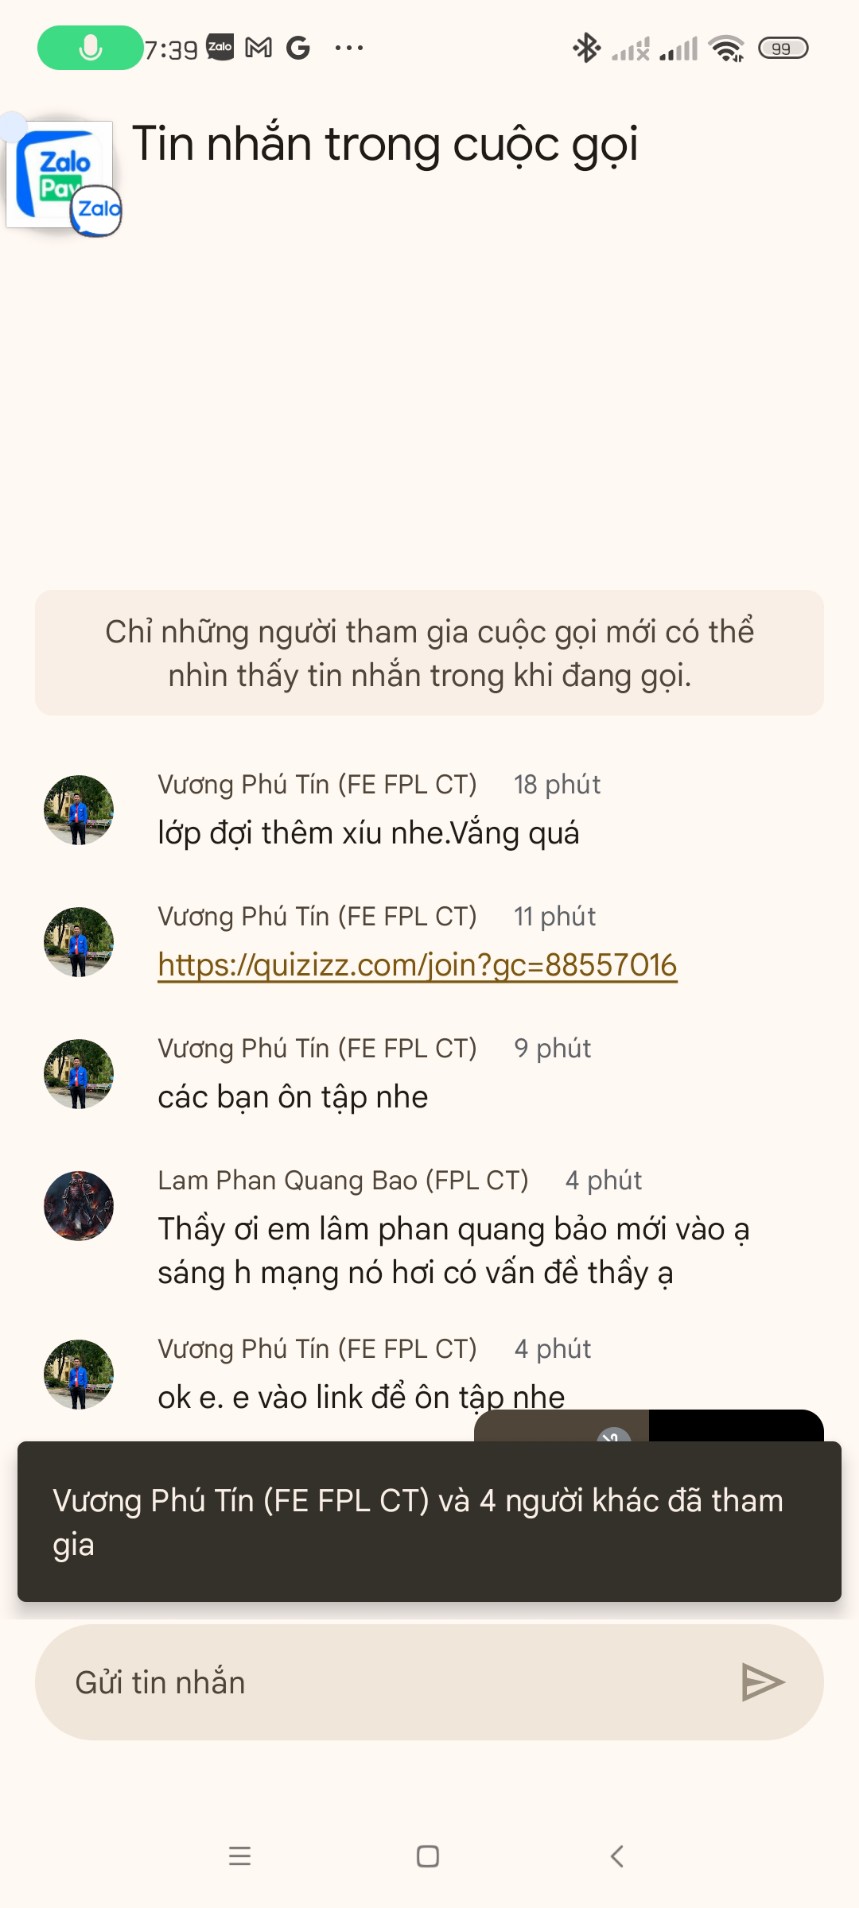 7:39 Zalo 99
Zalo
Pay
Zalo
Tin nhắn trong cuộc gọi
Chỉ những người tham gia cuộc gọi mới có thể
nhìn thấy tin nhắn trong khi đang gọi.
Vương Phú Tín (FE FPL CT) 18 phút
lớp đợi thêm xíu nhe.Vắng quá
Vương Phú Tín (FE FPL CT) 11 phút
https://quizizz.com/join?gc=88557016
Vương Phú Tín (FE FPL CT) 9 phút
các bạn ôn tập nhe
Lam Phan Quang Bao (FPL CT) 4 phút
Thầy ơi em lâm phan quang bảo mới vào ạ
sáng h mạng nó hơi có vấn đề thầy ạ
Vương Phú Tín (FE FPL CT) 4 phút
ok e. e vào link để ôn tập nhe
Vương Phú Tín (FE FPL CT) và 4 người khác đã tham
gia
Gửi tin nhắn